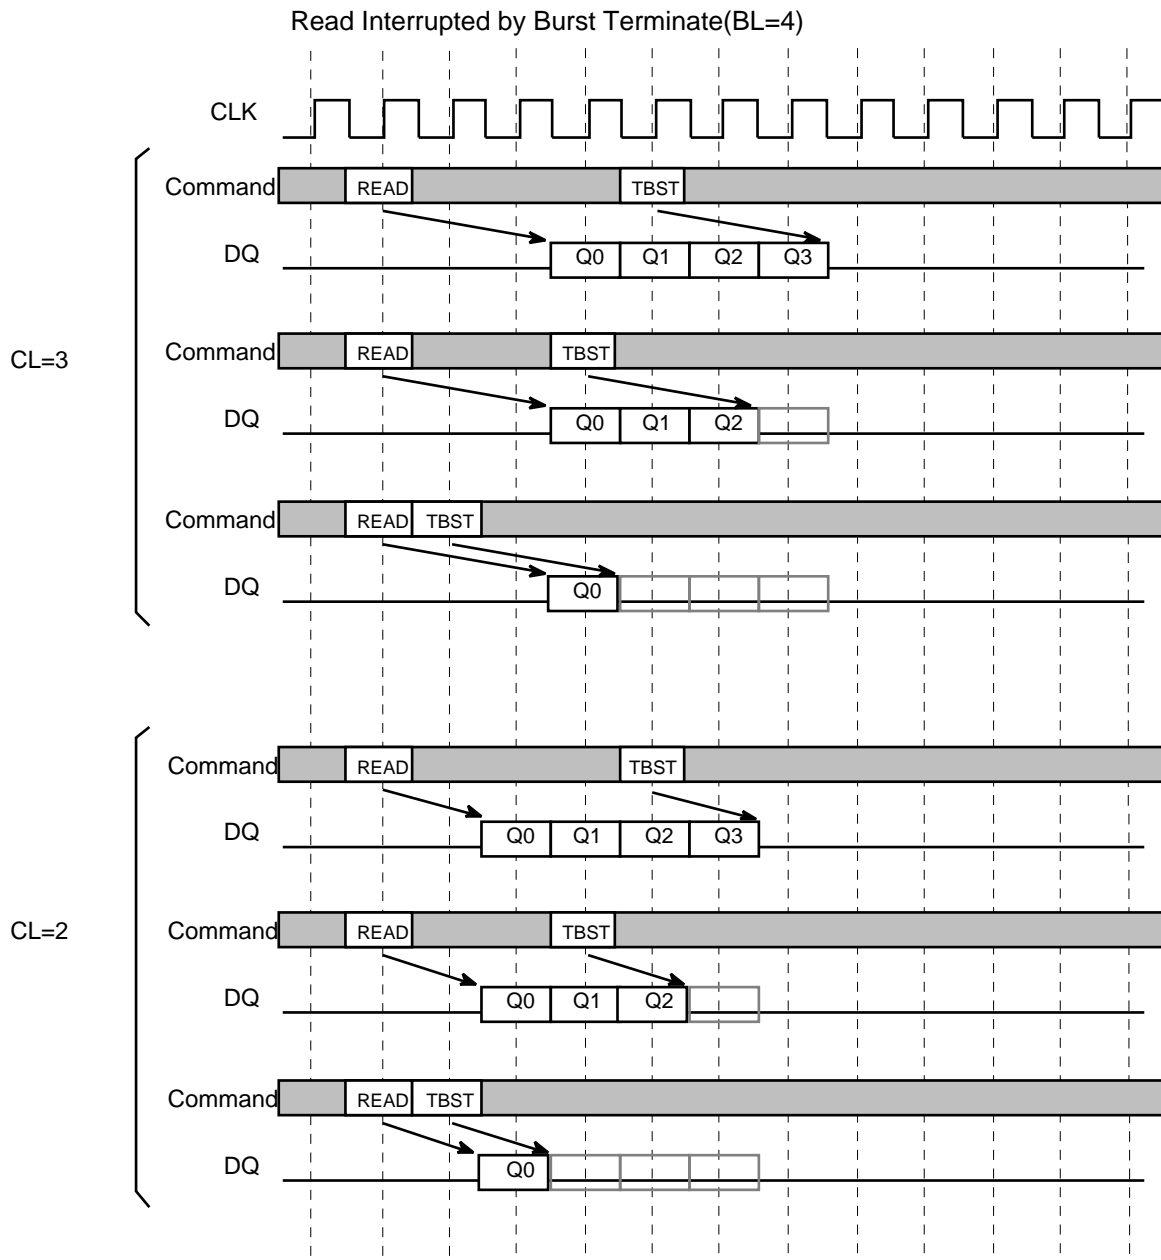 Read Interrupted by Burst Terminate(BL=4)
CLK
Command READ TBST
DQ Q0 Q1 Q2 Q3
CL=3
Command READ TBST
DQ Q0 Q1 Q2
Command READ TBST
DQ Q0
Command READ TBST
DQ Q0 Q1 Q2 Q3
CL=2
Command READ TBST
DQ Q0 Q1 Q2
Command READ TBST
DQ Q0